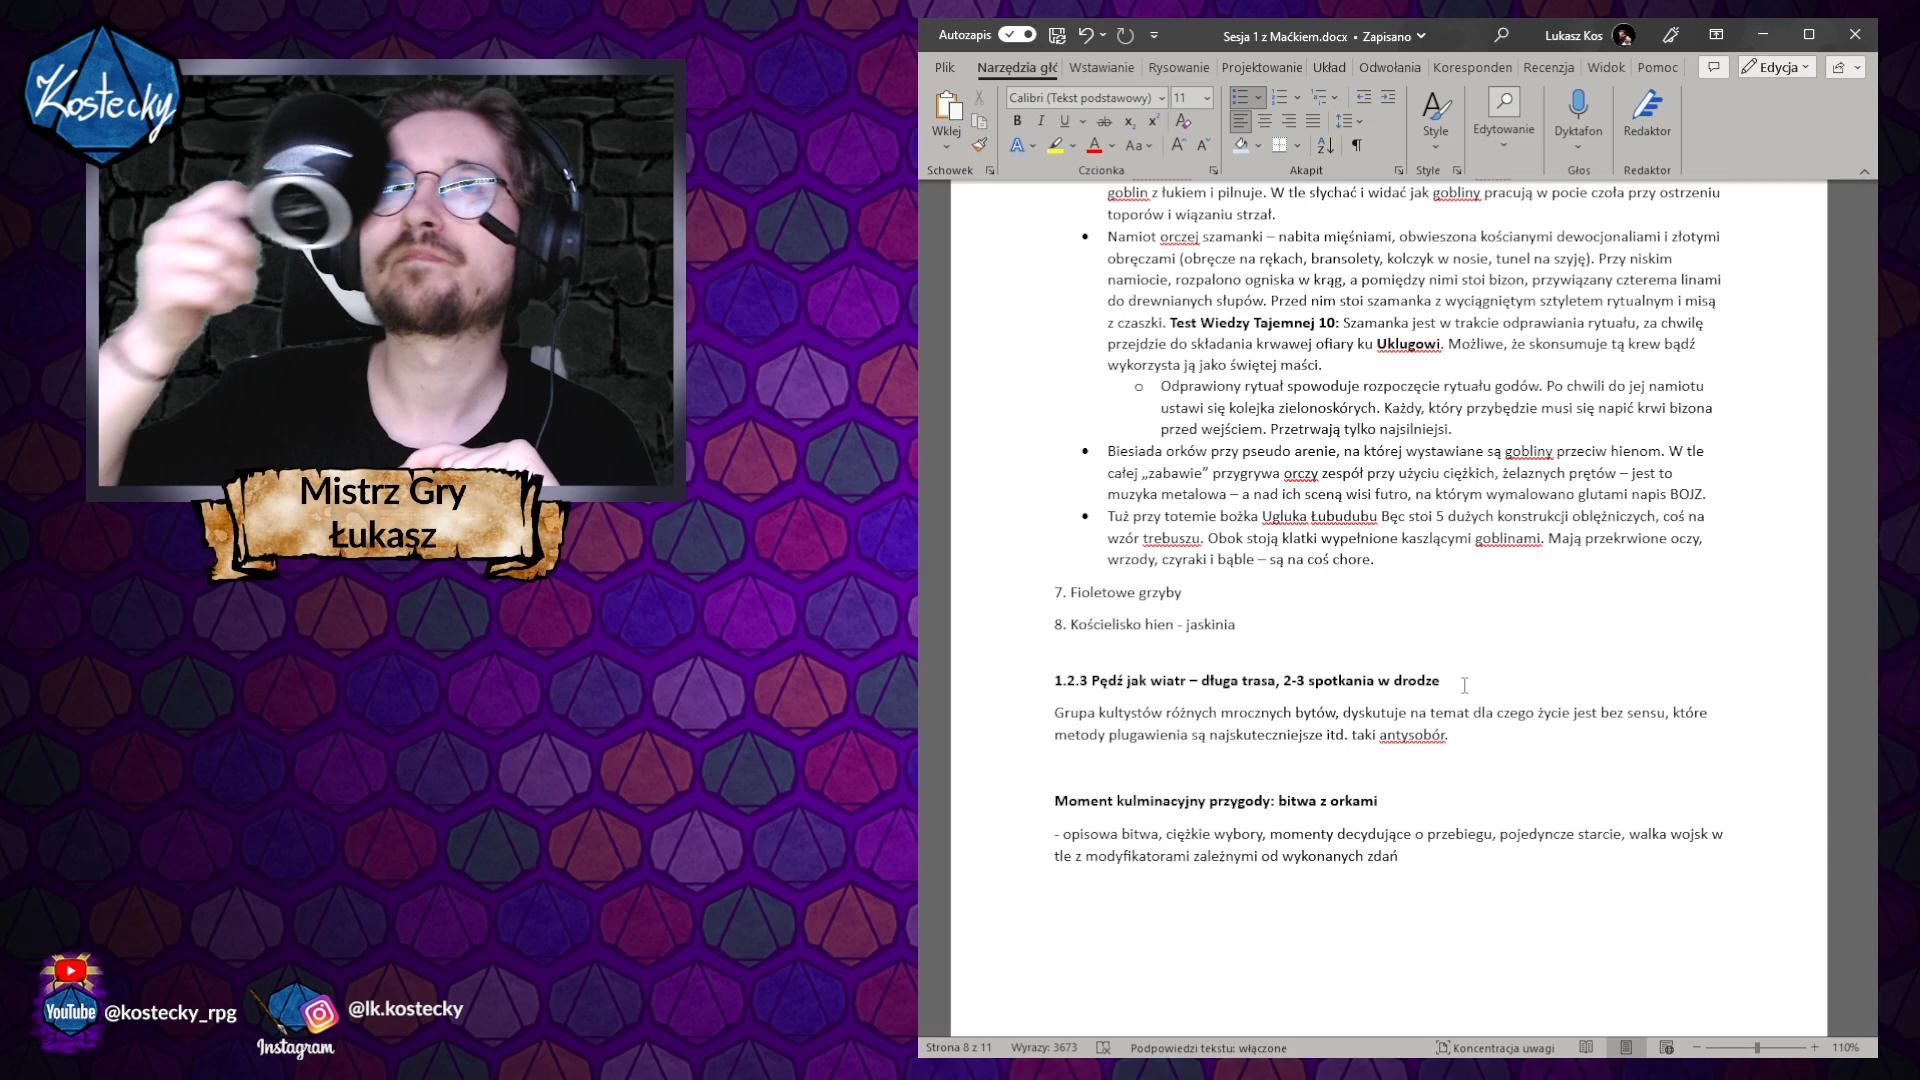 Kostecky
Mistrz Gry
Łukasz
YouTube
@kostecky_rpg
Instagram
@lk.kostecky
Autozapis
Sesja 1 z Maćkiem.docx • Zapisano
Lukasz Kos
Plik
Narzędzia głó
Wstawianie
Rysowanie
Projektowanie
Układ
Odwołania
Koresponden
Recenzja
Widok
Pomoc
Edycja
Wklej
Calibri (Tekst podstawowy)
11
B I U ab x₂ x²
A A Aa A A
Style
Edytowanie
Dyktafon
Redaktor
Schowek
Czcionka
Akapit
Style
Głos
Redaktor
goblin z łukiem i pilnuje. W tle słychać i widać jak gobliny pracują w pocie czoła przy ostrzeniu
toporów i wiązaniu strzał.
• Namiot orczej szamanki – nabita mięśniami, obwieszona kościanymi dewocjonaliami i złotymi
obręczami (obręcze na rękach, bransolety, kolczyk w nosie, tunel na szyję). Przy niskim
namiocie, rozpalono ogniska w krąg, a pomiędzy nimi stoi bizon, przywiązany czterema linami
do drewnianych słupów. Przed nim stoi szamanka z wyciągniętym sztyletem rytualnym i misą
z czaszki. Test Wiedzy Tajemnej 10: Szamanka jest w trakcie odprawiania rytuału, za chwilę
przejdzie do składania krwawej ofiary ku Uklugowi. Możliwe, że skonsumuje tą krew bądź
wykorzysta ją jako świętej maści.
o Odprawiony rytuał spowoduje rozpoczęcie rytuału godów. Po chwili do jej namiotu
ustawi się kolejka zielonoskórych. Każdy, który przybędzie musi się napić krwi bizona
przed wejściem. Przetrwają tylko najsilniejsi.
• Biesiada orków przy pseudo arenie, na której wystawiane są gobliny przeciw hienom. W tle
całej „zabawie” przygrywa orczy zespół przy użyciu ciężkich, żelaznych prętów – jest to
muzyka metalowa – a nad ich sceną wisi futro, na którym wymalowano glutami napis BOJZ.
• Tuż przy totemie bożka Ugluka Łubudubu Bęc stoi 5 dużych konstrukcji oblężniczych, coś na
wzór trebuszu. Obok stoją klatki wypełnione kaszlącymi goblinami. Mają przekrwione oczy,
wrzody, czyraki i bąble – są na coś chore.
7. Fioletowe grzyby
8. Kościelisko hien - jaskinia
1.2.3 Pędź jak wiatr – długa trasa, 2-3 spotkania w drodze
Grupa kultystów różnych mrocznych bytów, dyskutuje na temat dla czego życie jest bez sensu, które
metody plugawienia są najskuteczniejsze itd. taki antysobór.
Moment kulminacyjny przygody: bitwa z orkami
- opisowa bitwa, ciężkie wybory, momenty decydujące o przebiegu, pojedyncze starcie, walka wojsk w
tle z modyfikatorami zależnymi od wykonanych zdań
Strona 8 z 11
Wyrazy: 3673
Podpowiedzi tekstu: włączone
Koncentracja uwagi
110%